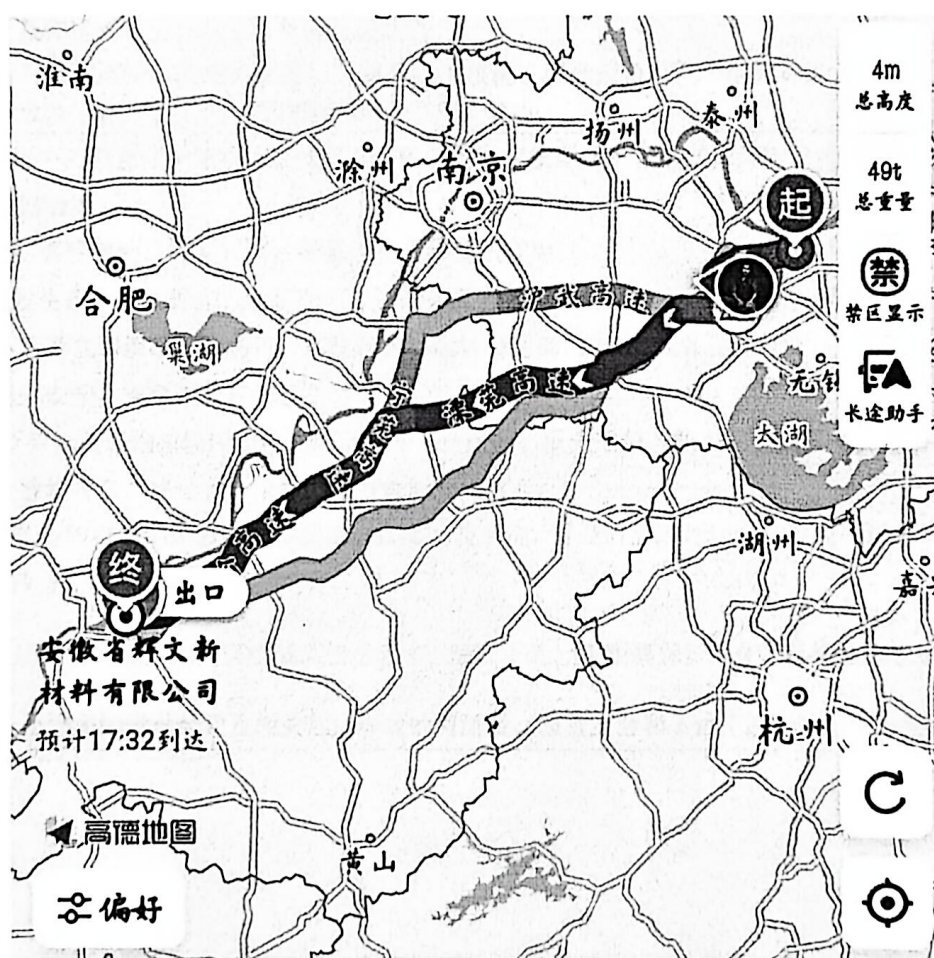 淮南
滁州
南京
扬州
泰州
4m
总高度
49t
总重量
起
禁
禁区显示
长途助手
合肥
巢湖
沪武高速
溧芜高速
无锡
太湖
高速
湖州
终
出口
安徽省辉文新
材料有限公司
预计17:32到达
杭州
高德地图
黄山
偏好